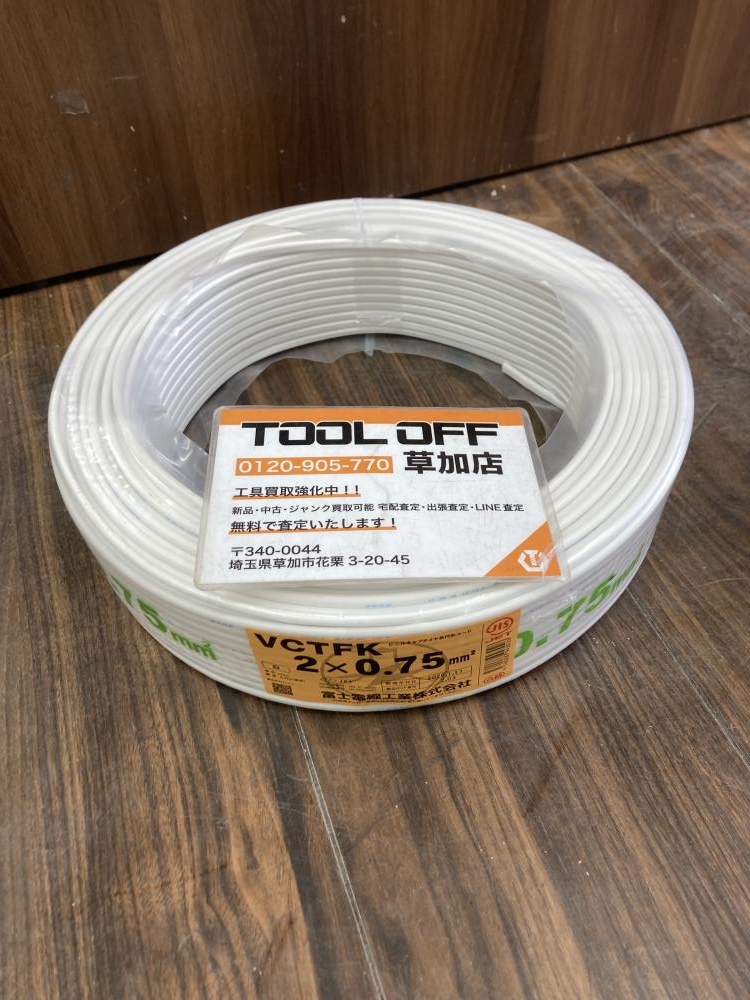 TOOL OFF
0120-905-770 草加店
工具買取強化中!!
新品・中古・ジャンク買取可能 宅配査定・出張査定・LINE査定
無料で査定いたします!
〒340-0044
埼玉県草加市花栗 3-20-45
.75mm²
0.75m
VCTFK
2×0.75mm²
富士電線工業株式会社
JIS
JET